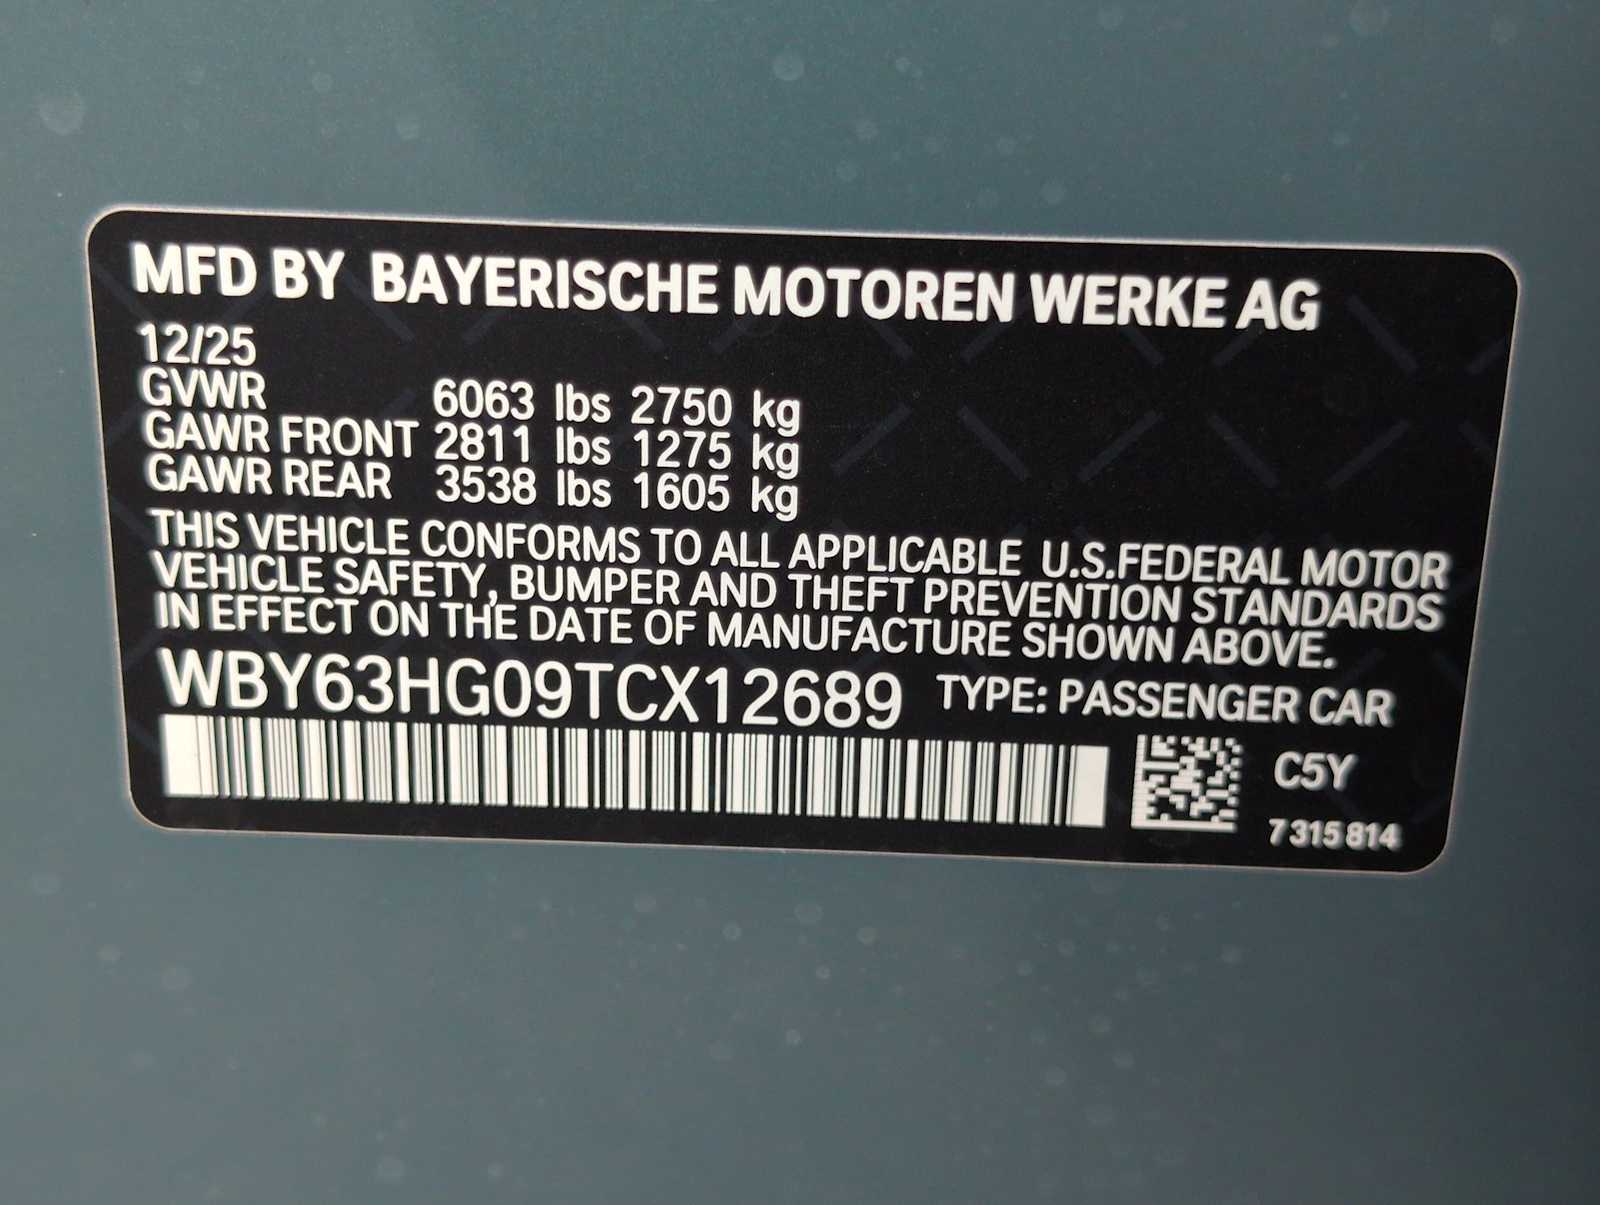 MFD BY BAYERISCHE MOTOREN WERKE AG
12/25
GVWR 6063 lbs 2750 kg
GAWR FRONT 2811 lbs 1275 kg
GAWR REAR 3538 lbs 1605 kg
THIS VEHICLE CONFORMS TO ALL APPLICABLE U.S.FEDERAL MOTOR
VEHICLE SAFETY, BUMPER AND THEFT PREVENTION STANDARDS
IN EFFECT ON THE DATE OF MANUFACTURE SHOWN ABOVE.
WBY63HG09TCX12689 TYPE: PASSENGER CAR
C5Y
7 315 814